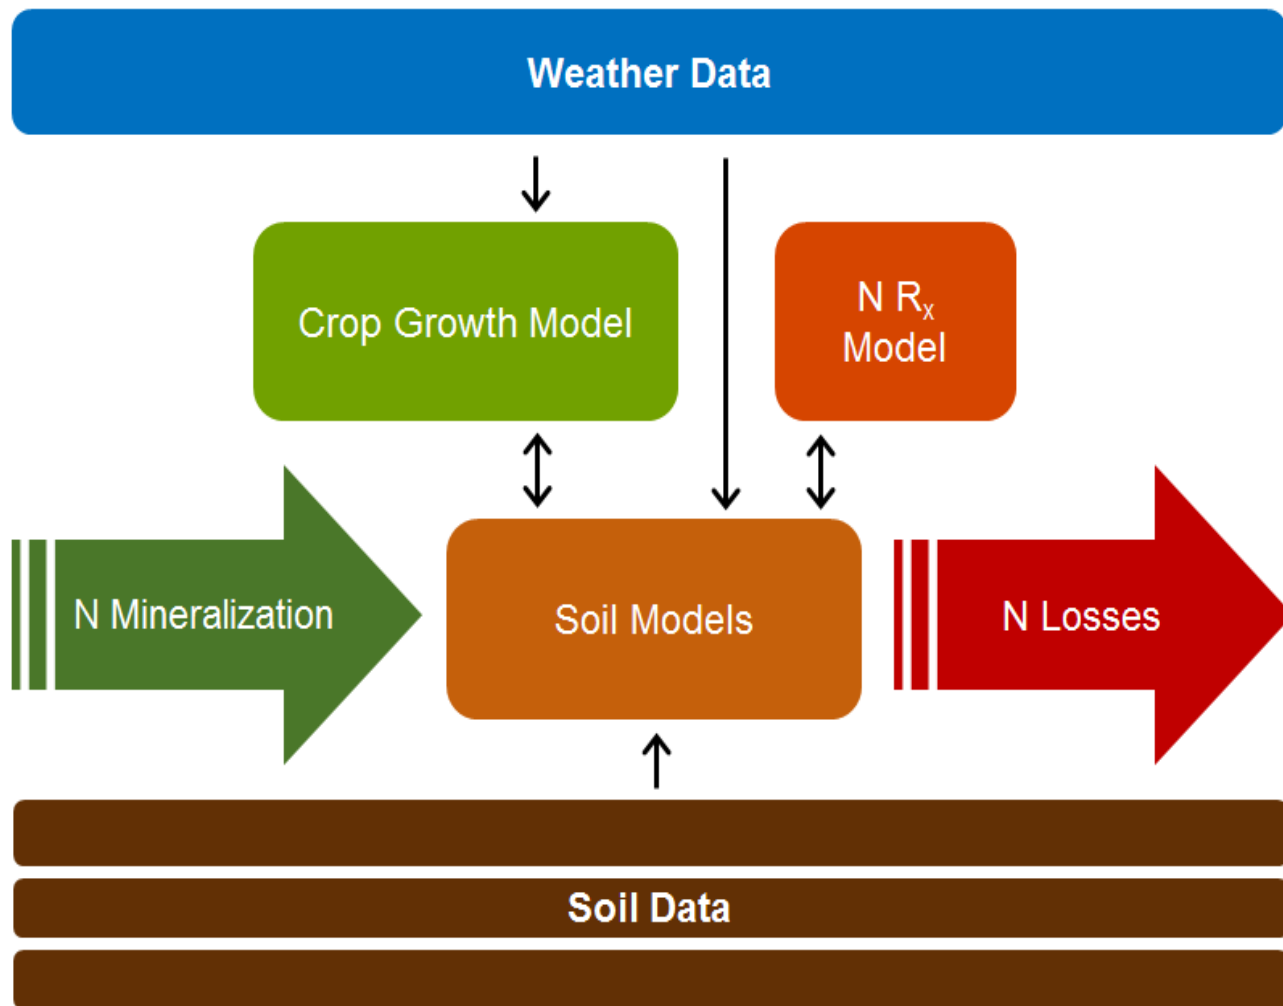 Weather Data
Crop Growth Model
N Rₓ
Model
N Mineralization
Soil Models
N Losses
Soil Data